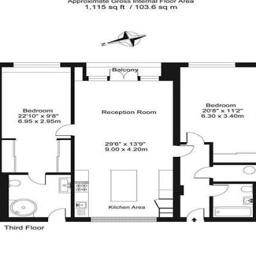 Approximate Gross Internal Floor Area
1,115 sq ft / 103.6 sq m
Balcony
Bedroom
22'10" x 9'8"
6.95 x 2.95m
Reception Room
29'6" x 13'9"
9.00 x 4.20m
Bedroom
20'8" x 11'2"
6.30 x 3.40m
Kitchen Area
Third Floor